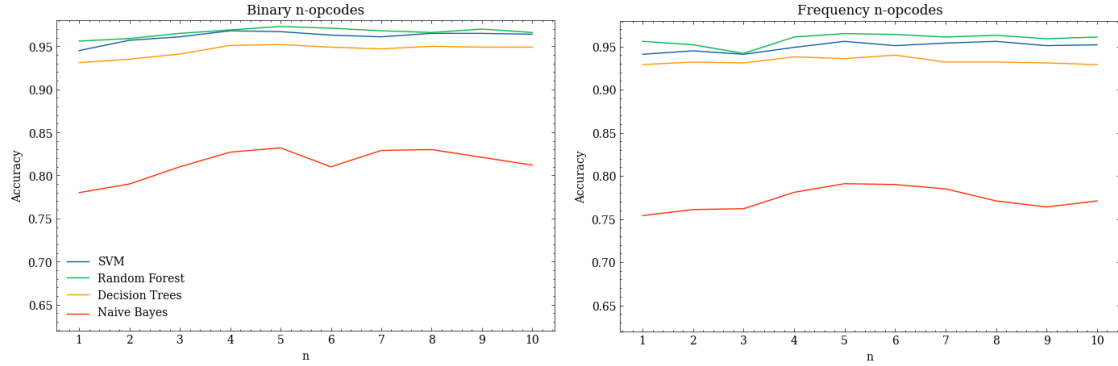 Binary n-opcodes
Accuracy
0.95
0.90
0.85
0.80
0.75
0.70
0.65
SVM
Random Forest
Decision Trees
Naive Bayes
1 2 3 4 5 6 7 8 9 10
n
Frequency n-opcodes
Accuracy
0.95
0.90
0.85
0.80
0.75
0.70
0.65
1 2 3 4 5 6 7 8 9 10
n